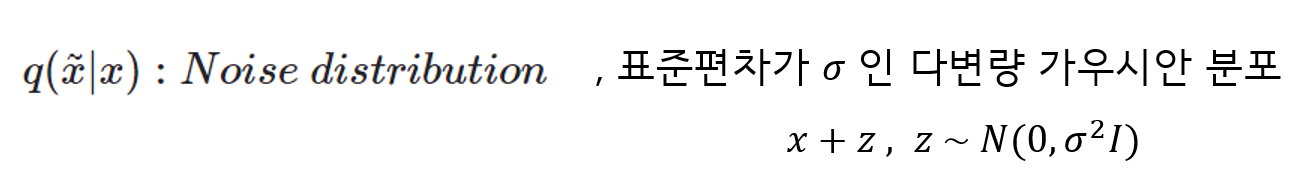 q(x̃|x) : Noise distribution , 표준편차가 σ 인 다변량 가우시안 분포
x + z , z ~ N(0, σ²I)